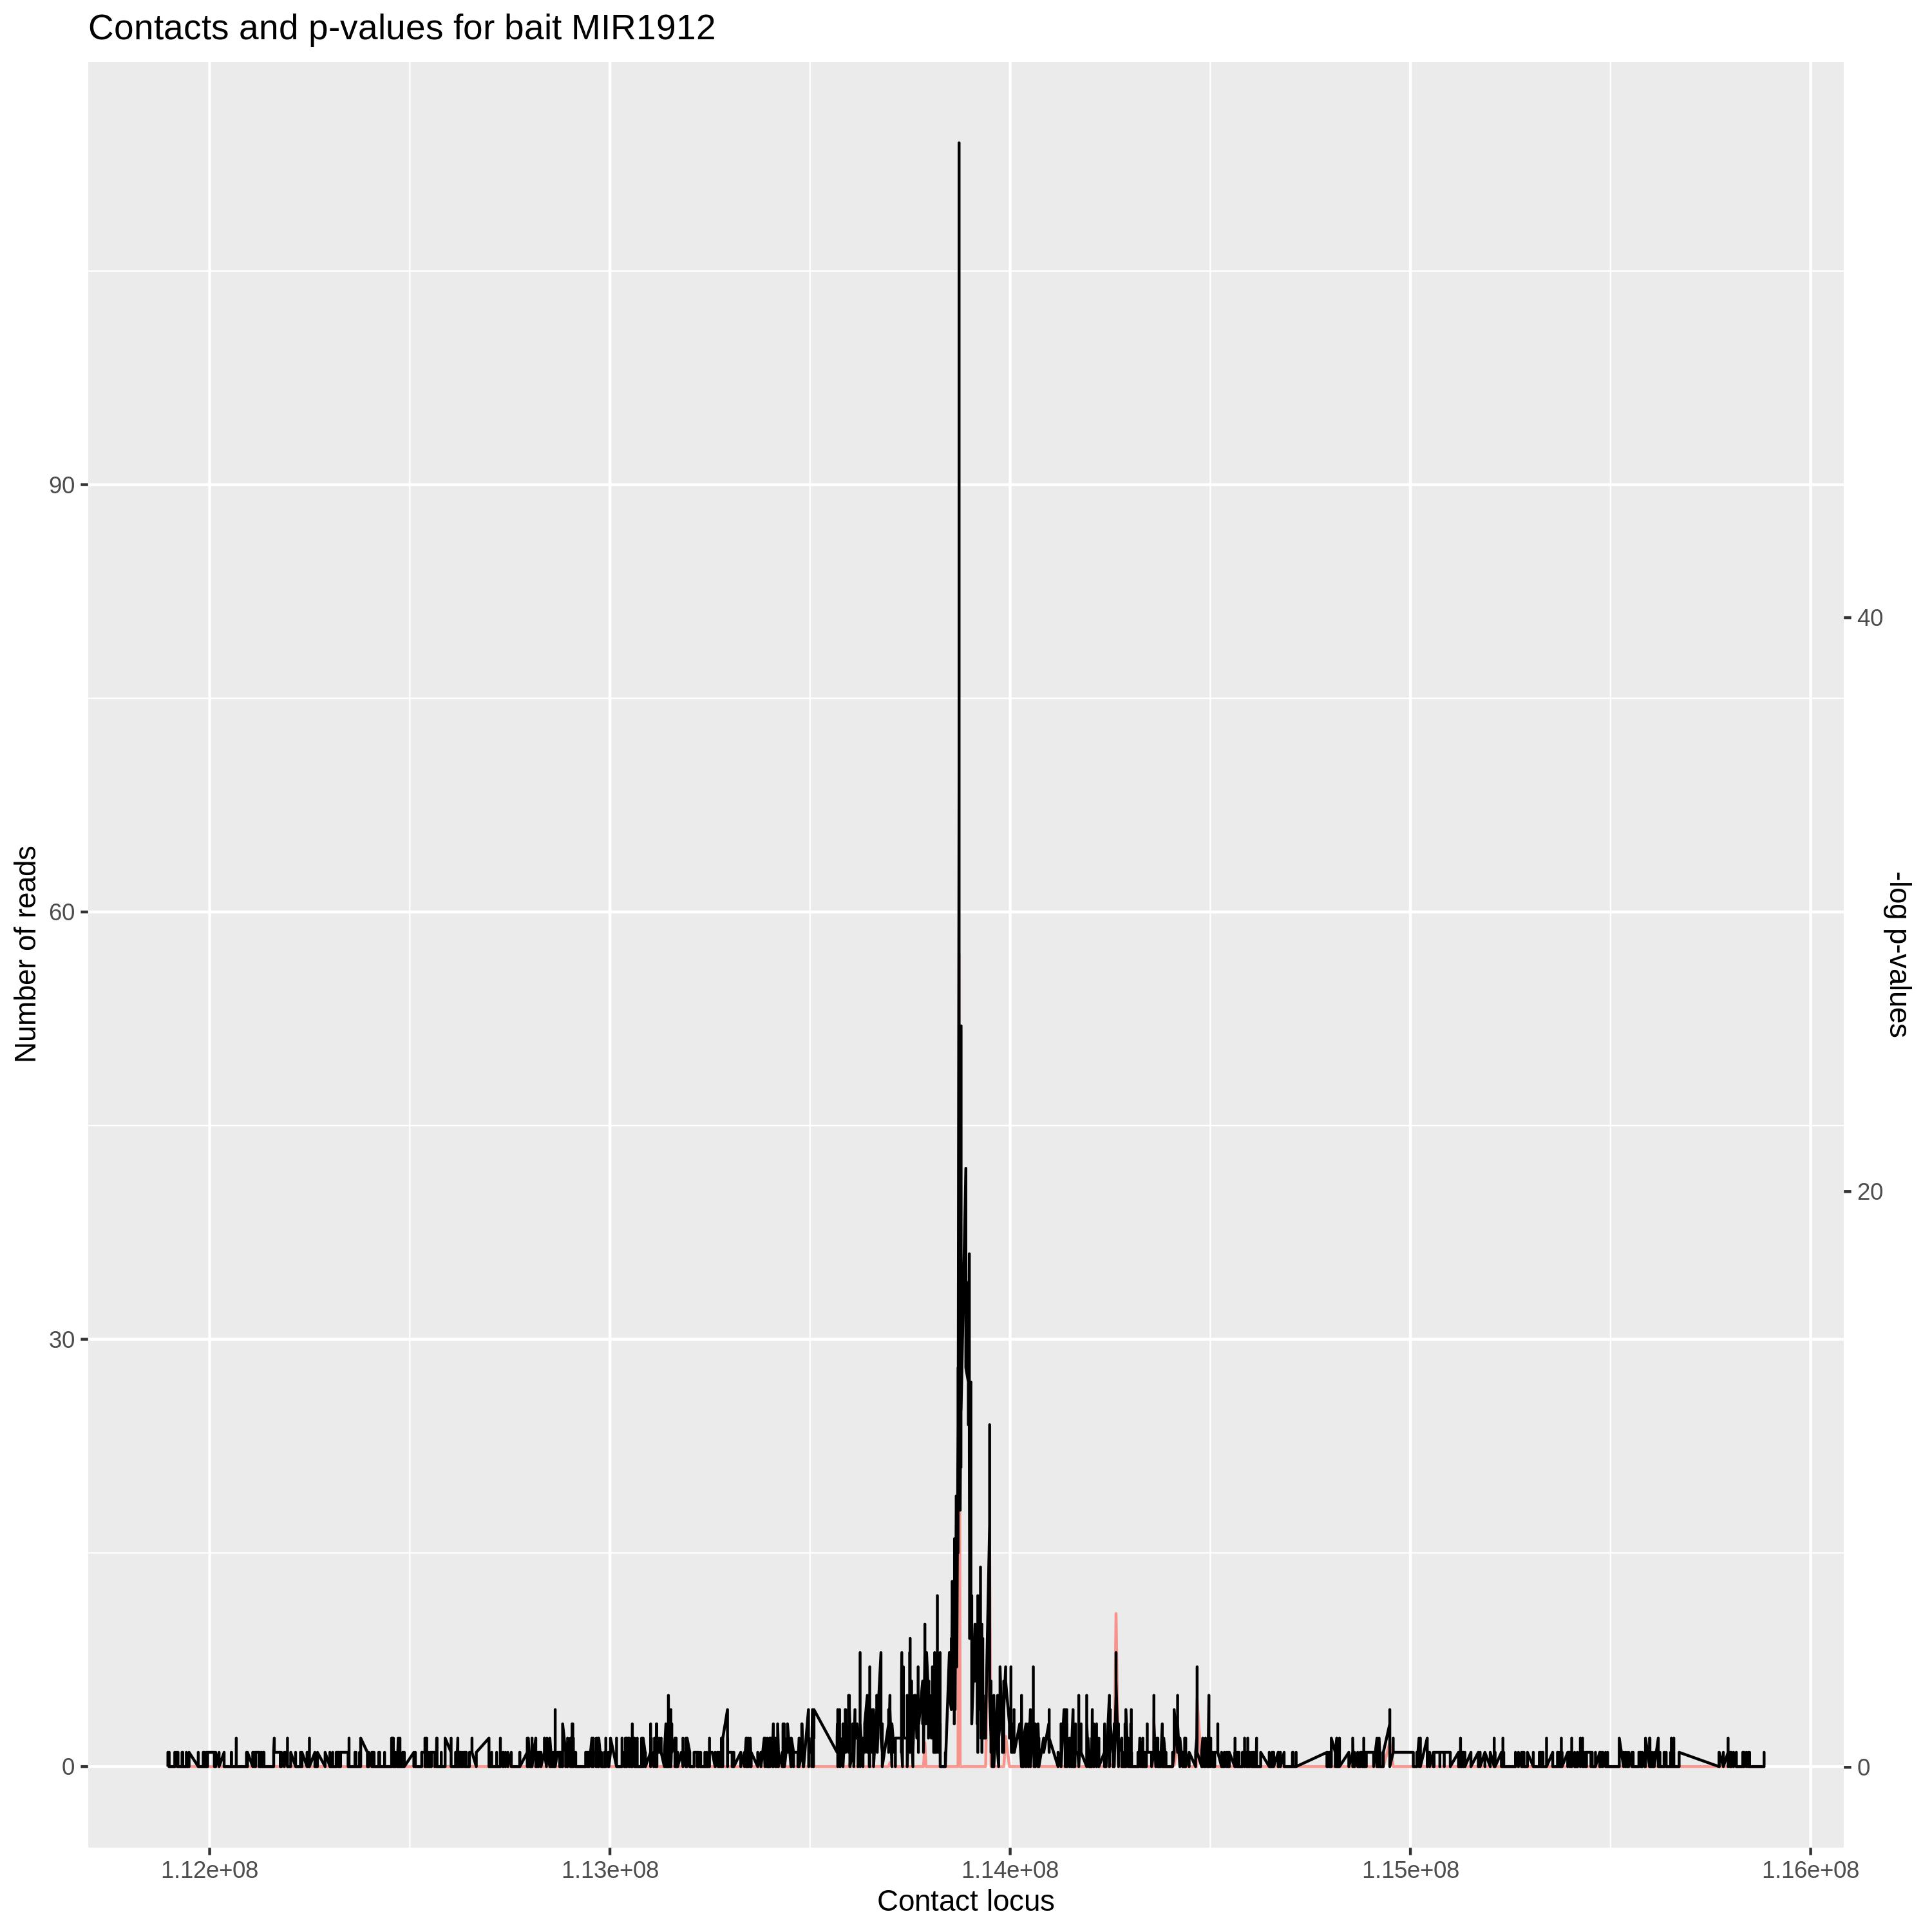 Contacts and p-values for bait MIR1912
90
60
30
0
Number of reads
40
20
0
-log p-values
1.12e+08 1.13e+08 1.14e+08 1.15e+08 1.16e+08
Contact locus